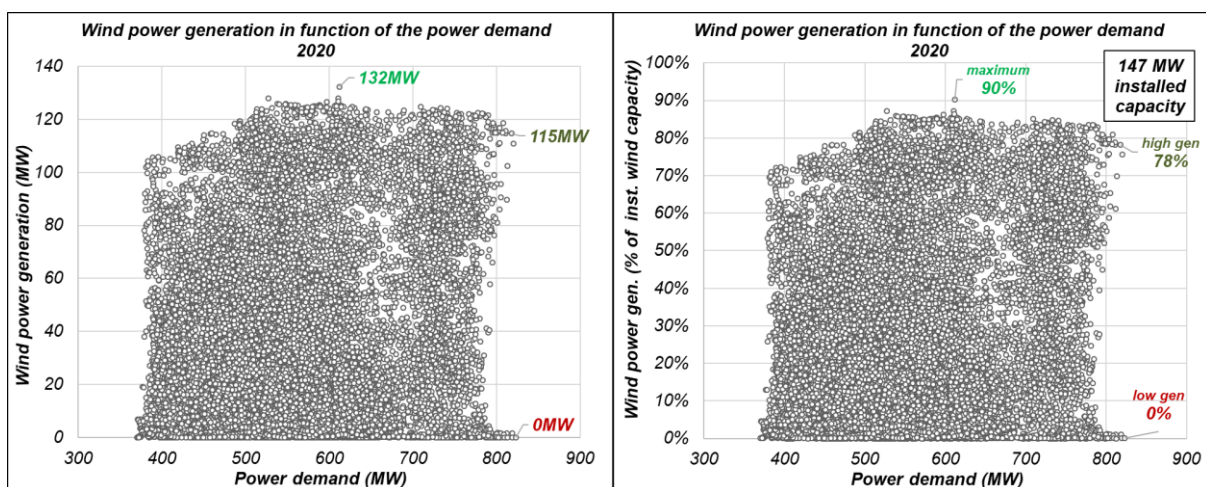 Wind power generation in function of the power demand
2020
Wind power generation (MW)
140
120
100
80
60
40
20
0
132MW
115MW
0MW
300 400 500 600 700 800 900
Power demand (MW)
Wind power generation in function of the power demand
2020
Wind power gen. (% of inst. wind capacity)
100%
90%
80%
70%
60%
50%
40%
30%
20%
10%
0%
147 MW
installed
capacity
maximum
90%
high gen
78%
low gen
0%
300 400 500 600 700 800 900
Power demand (MW)